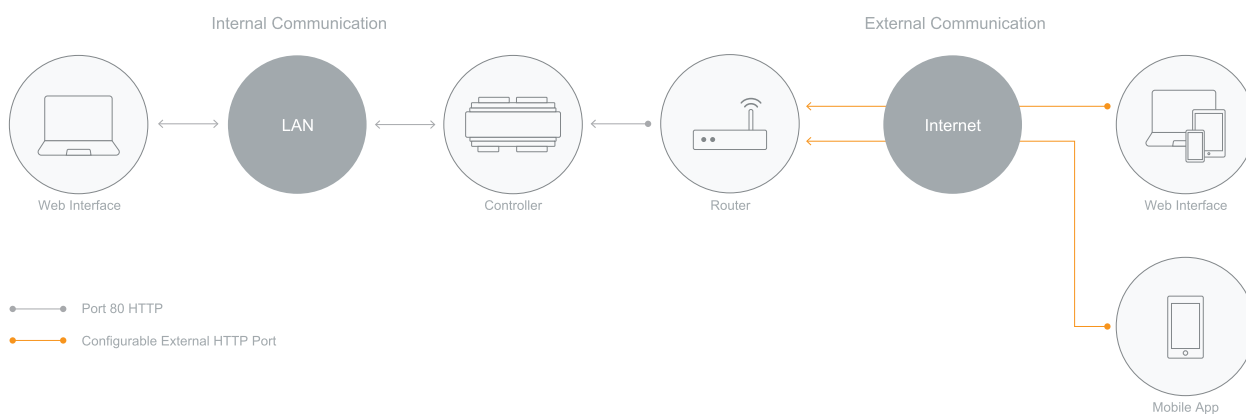 Internal Communication
External Communication
LAN
Internet
Web Interface
Controller
Router
Web Interface
Port 80 HTTP
Configurable External HTTP Port
Mobile App